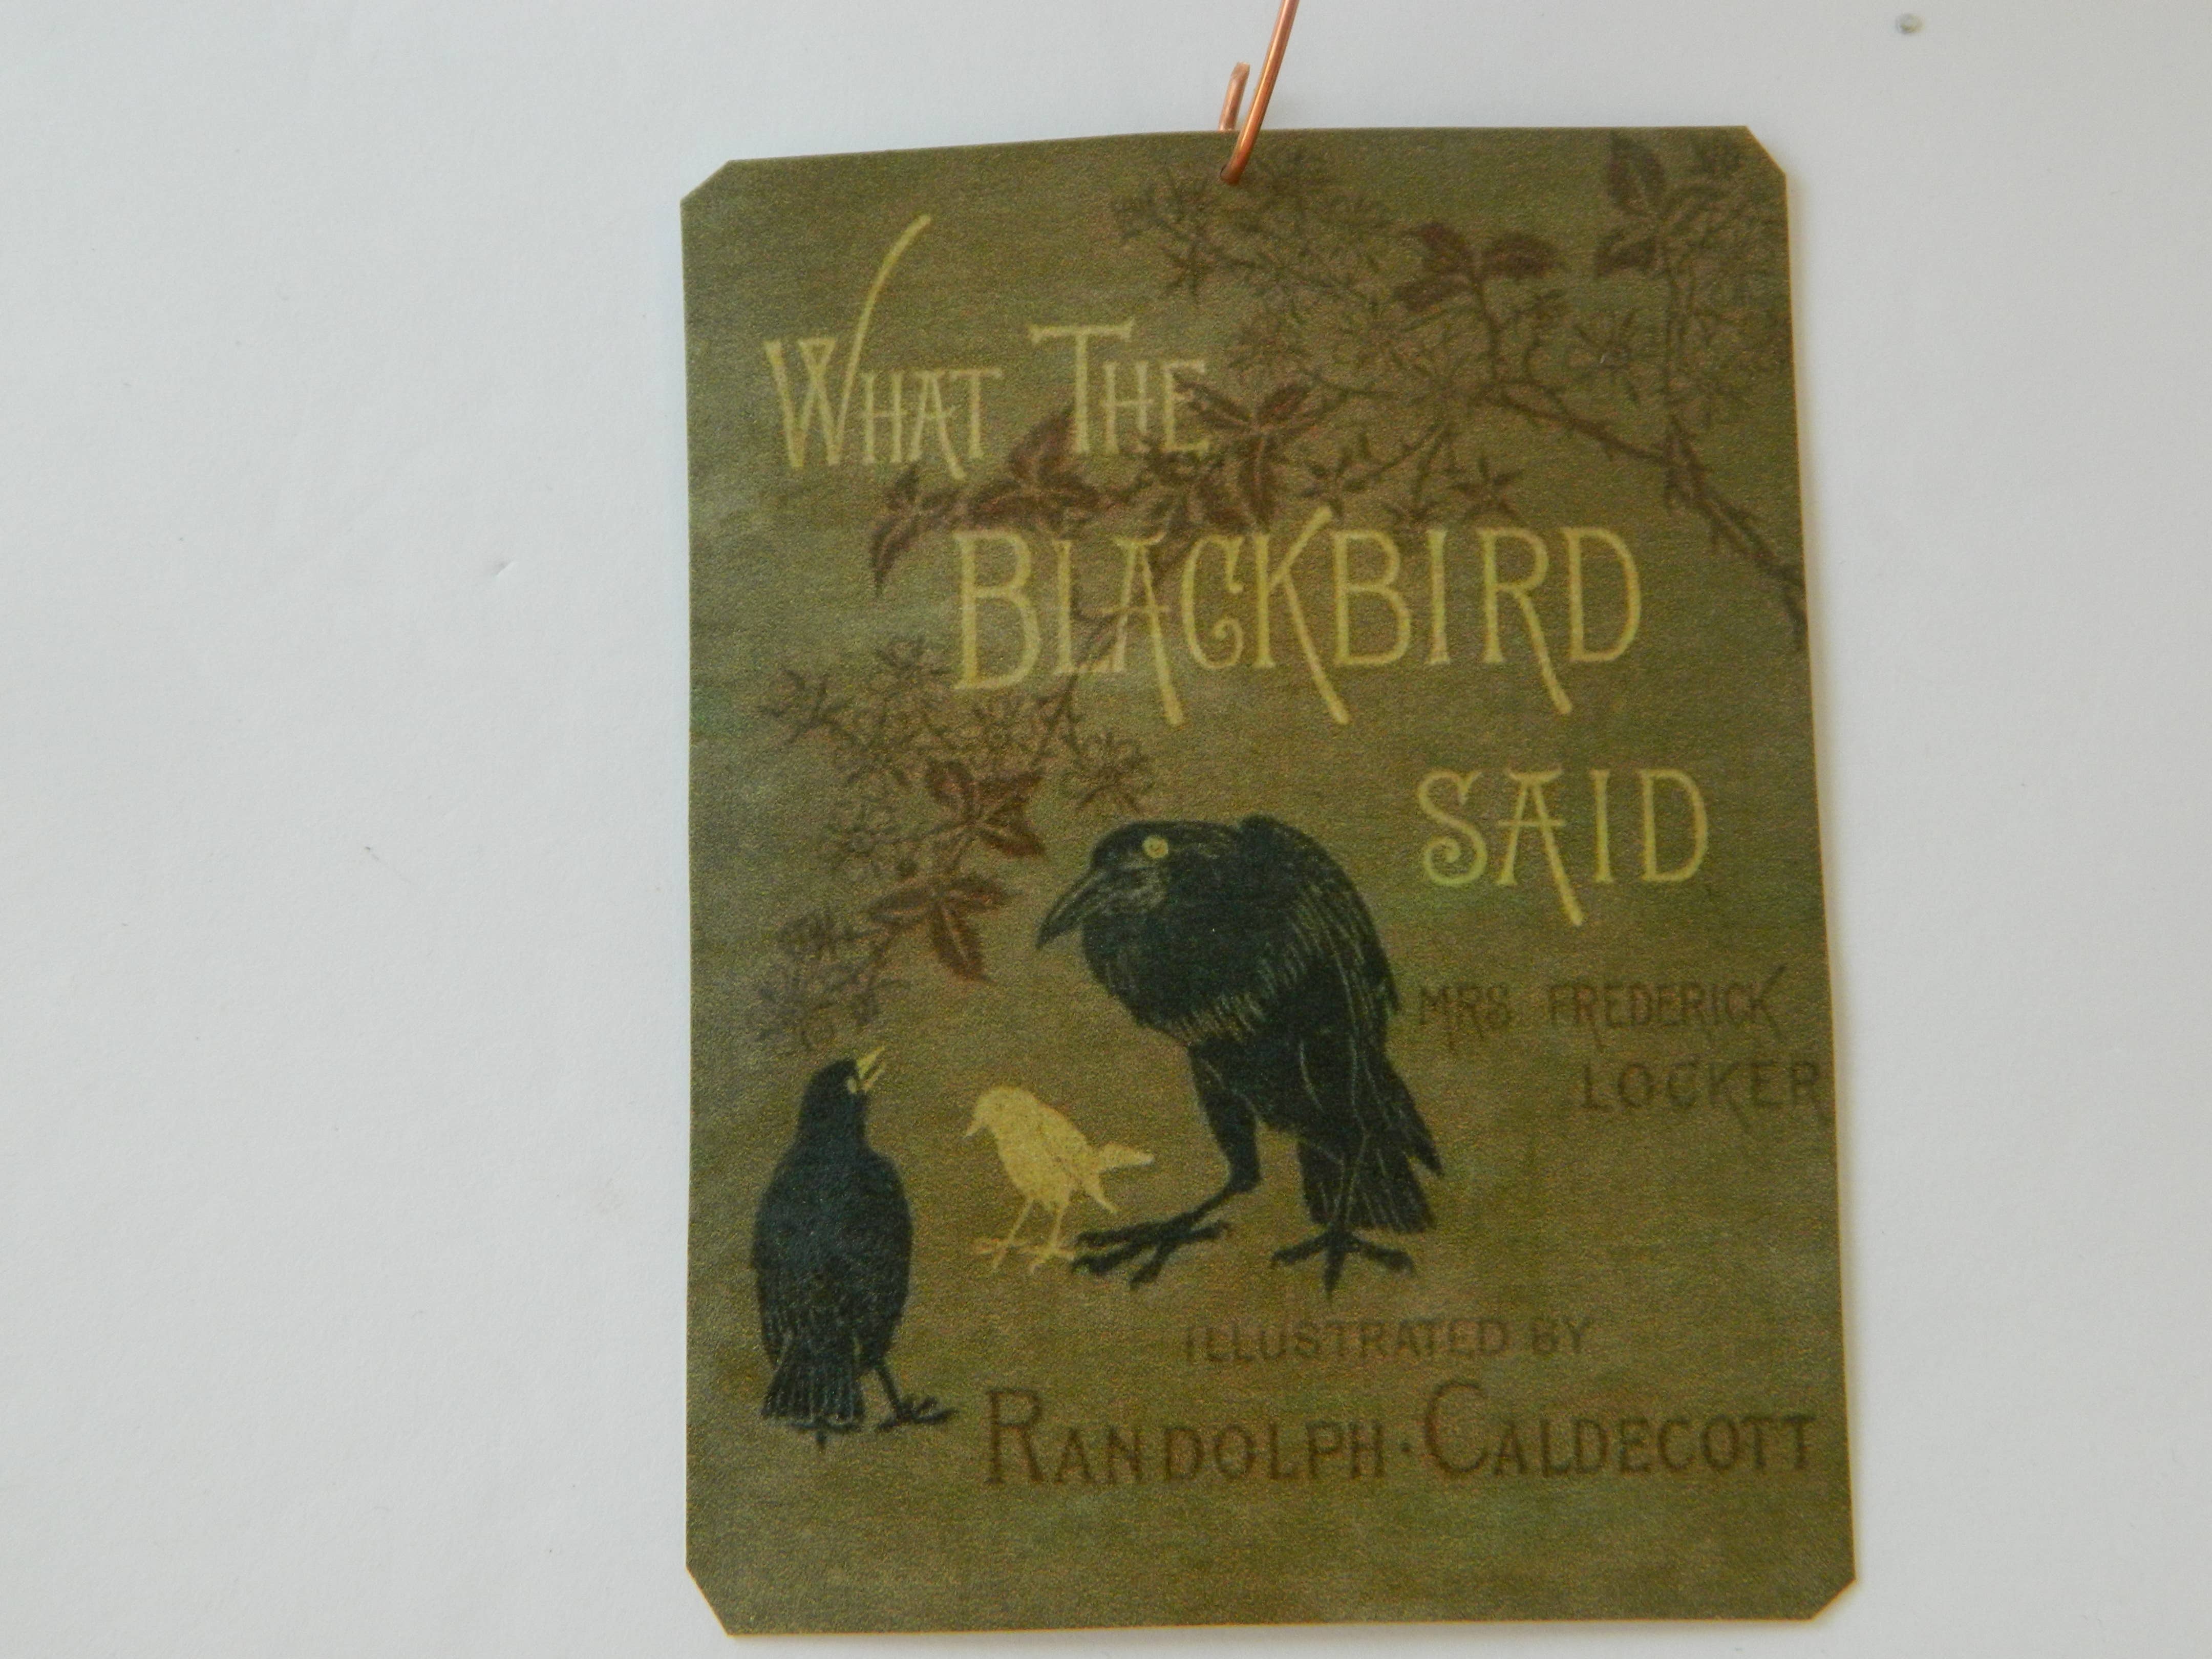 WHAT THE
BLACKBIRD
SAID
MRS FREDERICK
LOCKER
ILLUSTRATED BY
RANDOLPH · CALDECOTT